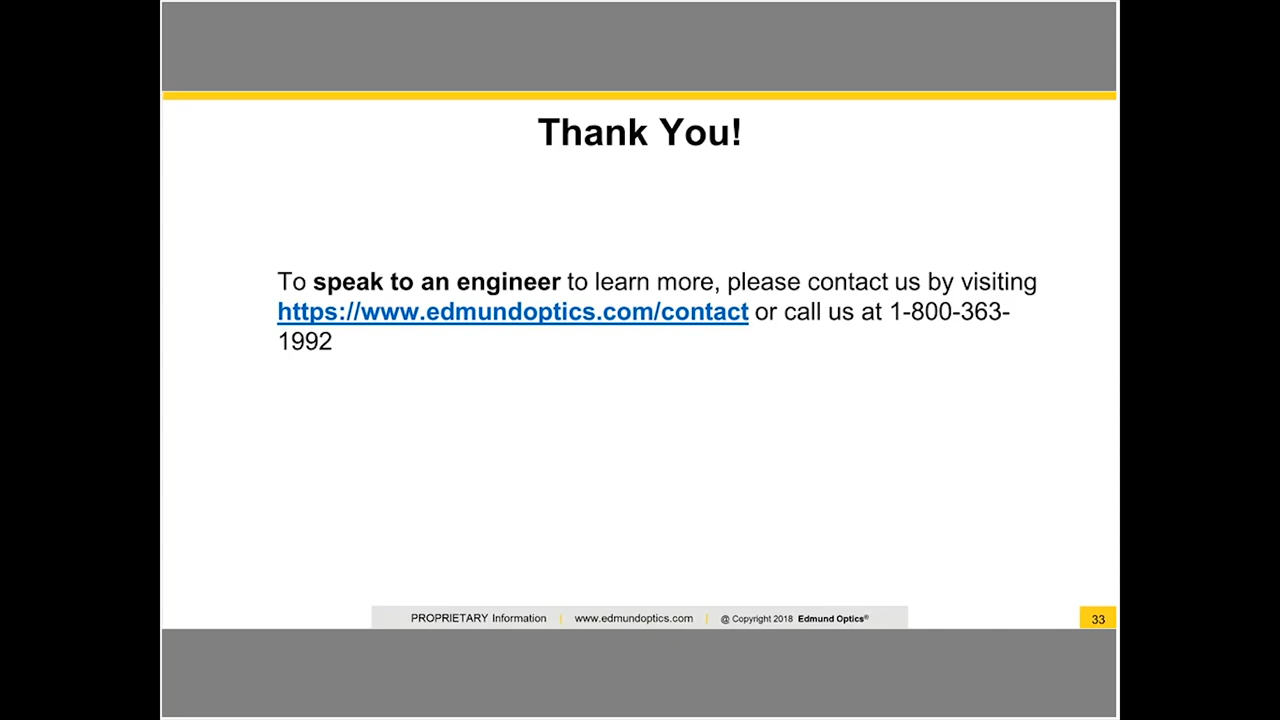 Thank You!
To speak to an engineer to learn more, please contact us by visiting
https://www.edmundoptics.com/contact or call us at 1-800-363-
1992
PROPRIETARY Information | www.edmundoptics.com | @ Copyright 2018 Edmund Optics®
33